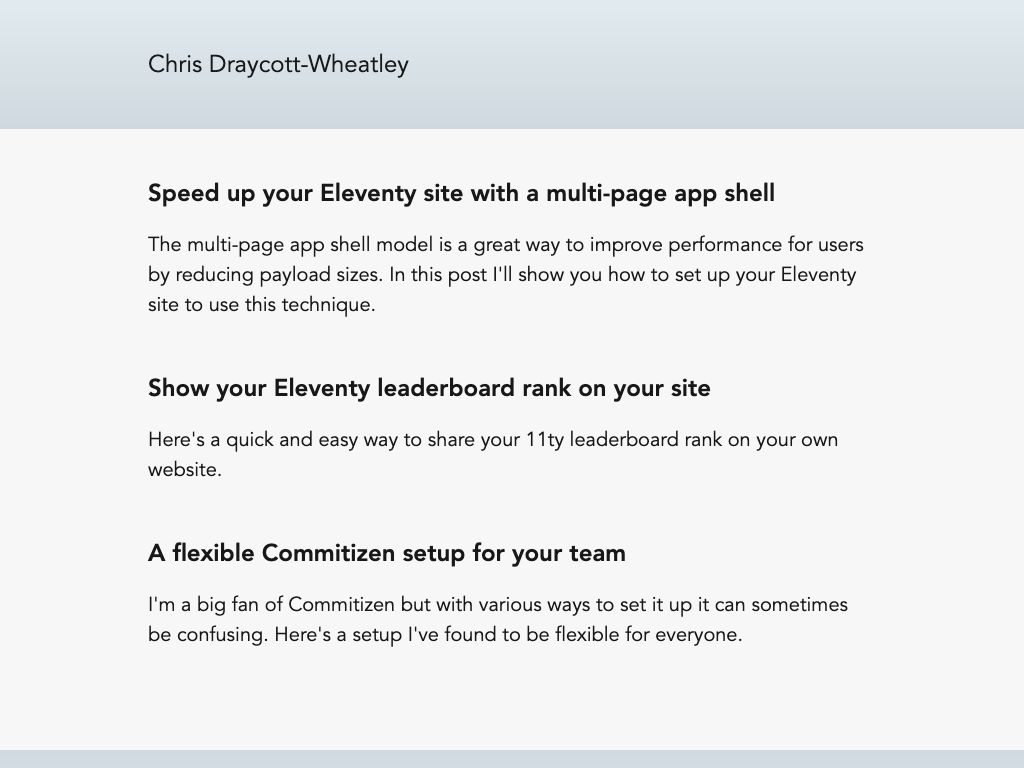 Chris Draycott-Wheatley
Speed up your Eleventy site with a multi-page app shell
The multi-page app shell model is a great way to improve performance for users
by reducing payload sizes. In this post I'll show you how to set up your Eleventy
site to use this technique.
Show your Eleventy leaderboard rank on your site
Here's a quick and easy way to share your 11ty leaderboard rank on your own
website.
A flexible Commitizen setup for your team
I'm a big fan of Commitizen but with various ways to set it up it can sometimes
be confusing. Here's a setup I've found to be flexible for everyone.